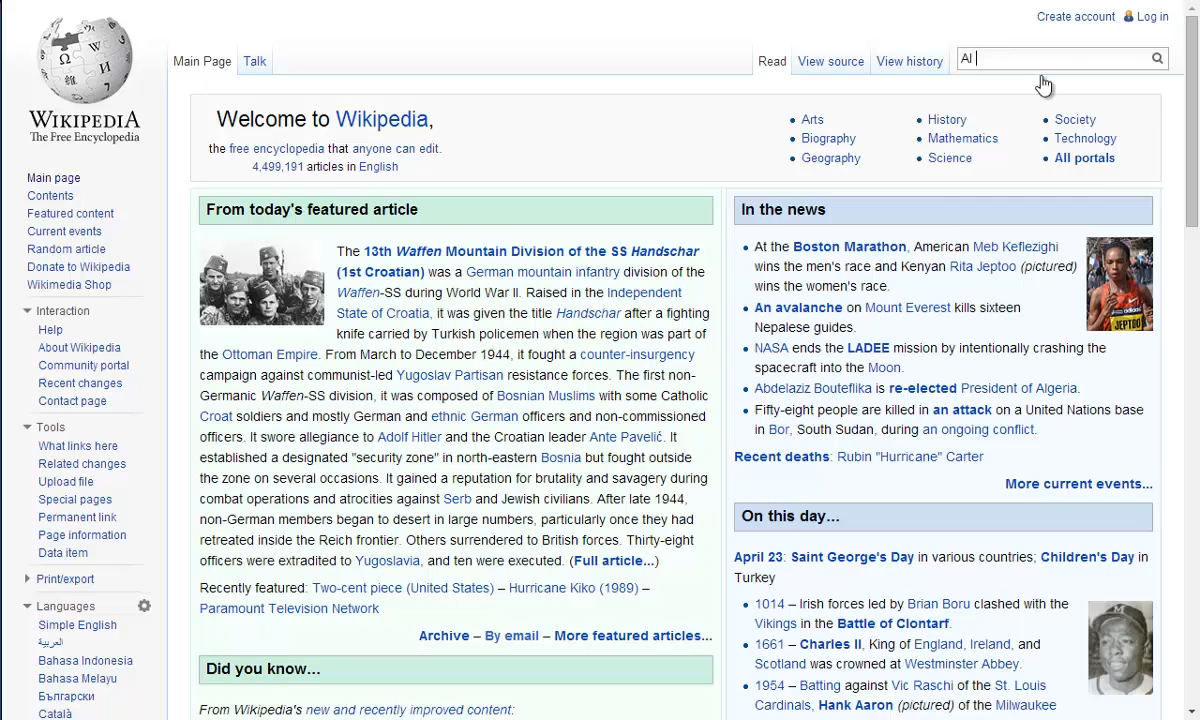 Create account Log in
Main Page Talk Read View source View history Al
WIKIPEDIA
The Free Encyclopedia
Main page
Contents
Featured content
Current events
Random article
Donate to Wikipedia
Wikimedia Shop
Interaction
Help
About Wikipedia
Community portal
Recent changes
Contact page
Tools
What links here
Related changes
Upload file
Special pages
Permanent link
Page information
Data item
Print/export
Languages
Simple English
العربية
Bahasa Indonesia
Bahasa Melayu
Български
Català
Welcome to Wikipedia,
the free encyclopedia that anyone can edit.
4,499,191 articles in English
Arts
Biography
Geography
History
Mathematics
Science
Society
Technology
All portals
From today's featured article
The 13th Waffen Mountain Division of the SS Handschar
(1st Croatian) was a German mountain infantry division of the
Waffen-SS during World War II. Raised in the Independent
State of Croatia, it was given the title Handschar after a fighting
knife carried by Turkish policemen when the region was part of
the Ottoman Empire. From March to December 1944, it fought a counter-insurgency
campaign against communist-led Yugoslav Partisan resistance forces. The first non-
Germanic Waffen-SS division, it was composed of Bosnian Muslims with some Catholic
Croat soldiers and mostly German and ethnic German officers and non-commissioned
officers. It swore allegiance to Adolf Hitler and the Croatian leader Ante Pavelić. It
established a designated "security zone" in north-eastern Bosnia but fought outside
the zone on several occasions. It gained a reputation for brutality and savagery during
combat operations and atrocities against Serb and Jewish civilians. After late 1944,
non-German members began to desert in large numbers, particularly once they had
retreated inside the Reich frontier. Others surrendered to British forces. Thirty-eight
officers were extradited to Yugoslavia, and ten were executed. (Full article...)
Recently featured: Two-cent piece (United States) – Hurricane Kiko (1989) –
Paramount Television Network
Archive – By email – More featured articles...
Did you know...
From Wikipedia's new and recently improved content:
In the news
At the Boston Marathon, American Meb Keflezighi
wins the men's race and Kenyan Rita Jeptoo (pictured)
wins the women's race.
An avalanche on Mount Everest kills sixteen
Nepalese guides.
NASA ends the LADEE mission by intentionally crashing the
spacecraft into the Moon.
Abdelaziz Bouteflika is re-elected President of Algeria.
Fifty-eight people are killed in an attack on a United Nations base
in Bor, South Sudan, during an ongoing conflict.
Recent deaths: Rubin "Hurricane" Carter
More current events...
JEPTOO
On this day...
April 23: Saint George's Day in various countries; Children's Day in
Turkey
1014 – Irish forces led by Brian Boru clashed with the
Vikings in the Battle of Clontarf.
1661 – Charles II, King of England, Ireland, and
Scotland was crowned at Westminster Abbey.
1954 – Batting against Vic Raschi of the St. Louis
Cardinals, Hank Aaron (pictured) of the Milwaukee